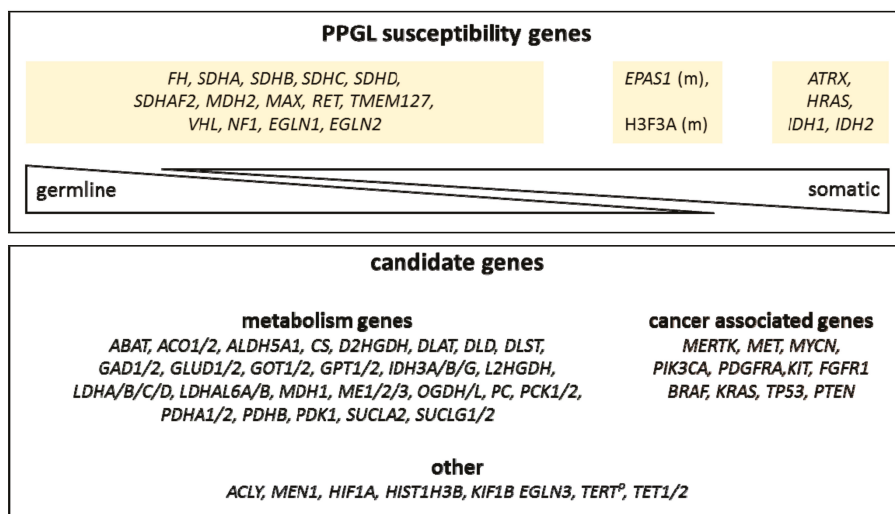 PPGL susceptibility genes
FH, SDHA, SDHB, SDHC, SDHD,
SDHAF2, MDH2, MAX, RET, TMEM127,
VHL, NF1, EGLN1, EGLN2
EPAS1 (m),
H3F3A (m)
ATRX,
HRAS,
IDH1, IDH2
germline
somatic
candidate genes
metabolism genes
ABAT, ACO1/2, ALDH5A1, CS, D2HGDH, DLAT, DLD, DLST,
GAD1/2, GLUD1/2, GOT1/2, GPT1/2, IDH3A/B/G, L2HGDH,
LDHA/B/C/D, LDHAL6A/B, MDH1, ME1/2/3, OGDH/L, PC, PCK1/2,
PDHA1/2, PDHB, PDK1, SUCLA2, SUCLG1/2
cancer associated genes
MERTK, MET, MYCN,
PIK3CA, PDGFRA,KIT, FGFR1
BRAF, KRAS, TP53, PTEN
other
ACLY, MEN1, HIF1A, HIST1H3B, KIF1B EGLN3, TERTᴾ, TET1/2